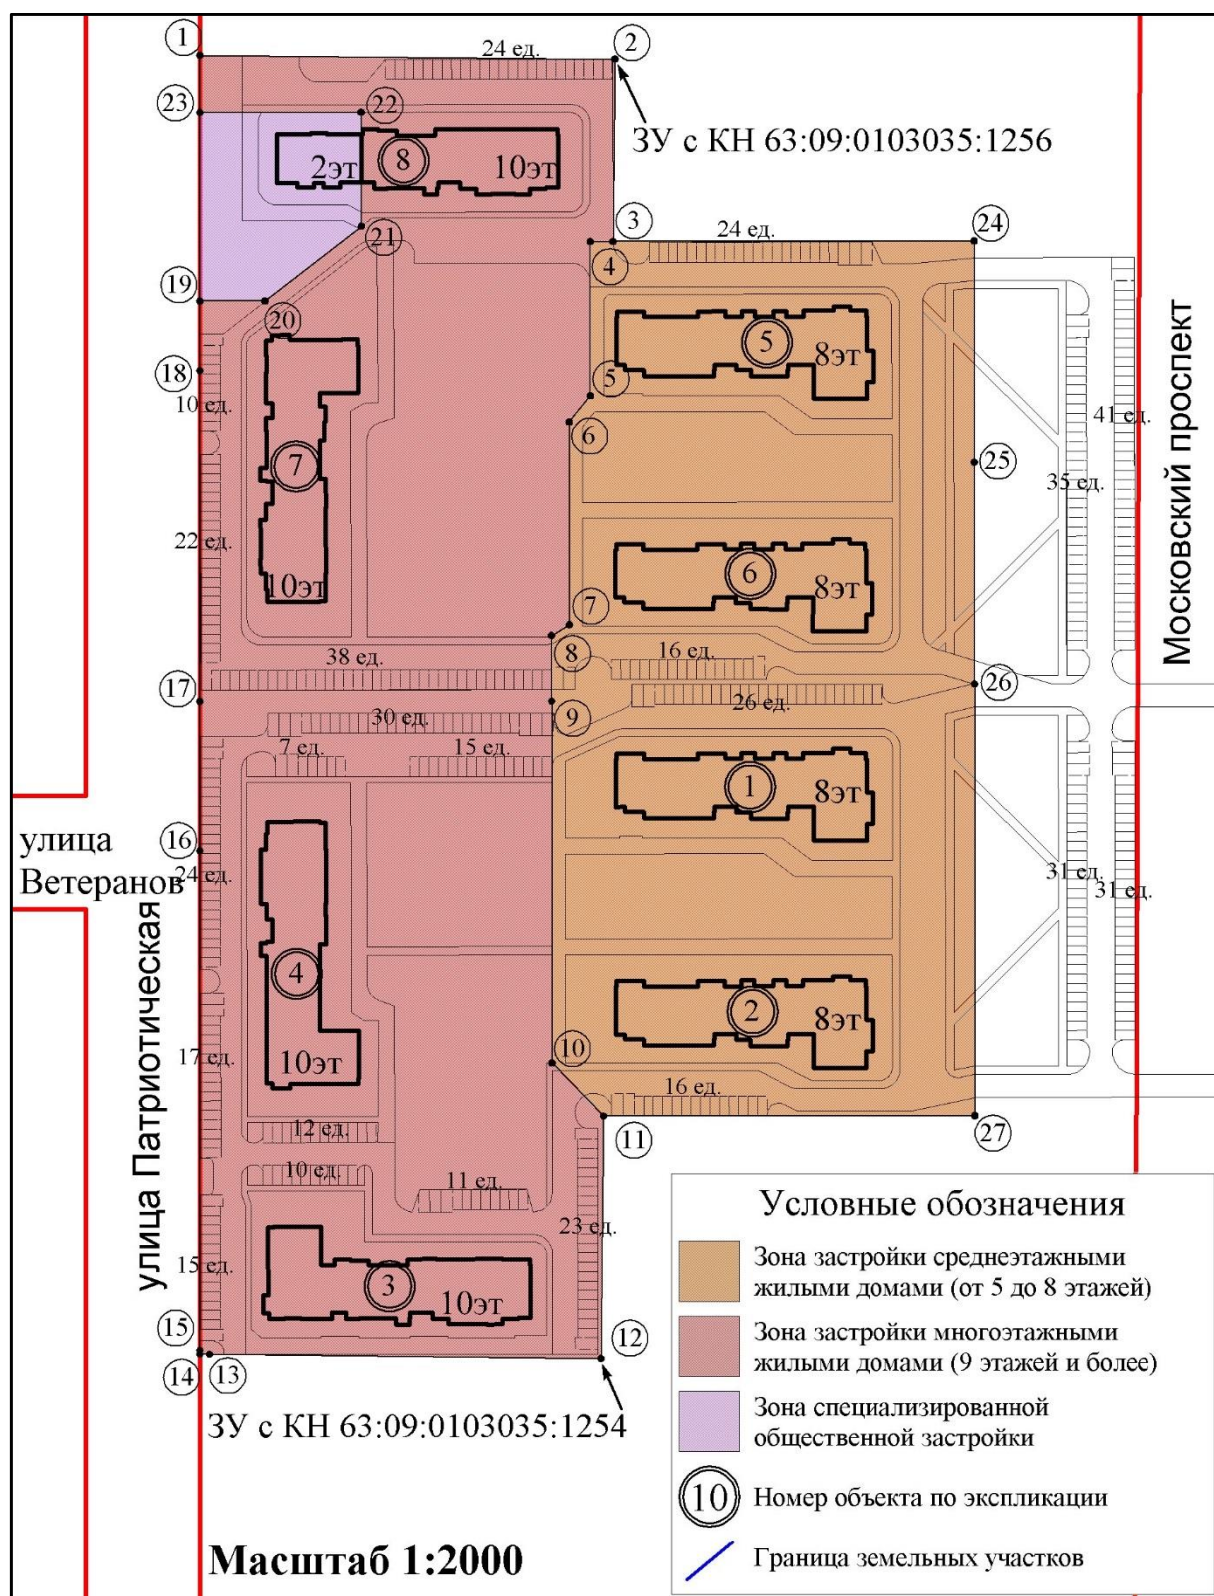 1
24 ед.
2
23
22
ЗУ с КН 63:09:0103035:1256
2эт
8
10эт
21
3
24 ед.
24
4
19
20
5
8эт
18
5
10 ед.
41 ед.
6
Московский проспект
7
25
35 ед.
22 ед.
10эт
6
8эт
7
8
38 ед.
16 ед.
17
26
9
26 ед.
30 ед.
7 ед.
15 ед.
1
8эт
16
улица
Ветеранов
24 ед.
31 ед.
31 ед.
улица Патриотическая
4
2
8эт
10
17 ед.
10эт
16 ед.
11
27
12 ед.
10 ед.
11 ед.
23 ед.
15 ед.
3
10эт
15
12
14
13
ЗУ с КН 63:09:0103035:1254
Условные обозначения
Зона застройки среднеэтажными
жилыми домами (от 5 до 8 этажей)
Зона застройки многоэтажными
жилыми домами (9 этажей и более)
Зона специализированной
общественной застройки
10
Номер объекта по экспликации
Граница земельных участков
Масштаб 1:2000